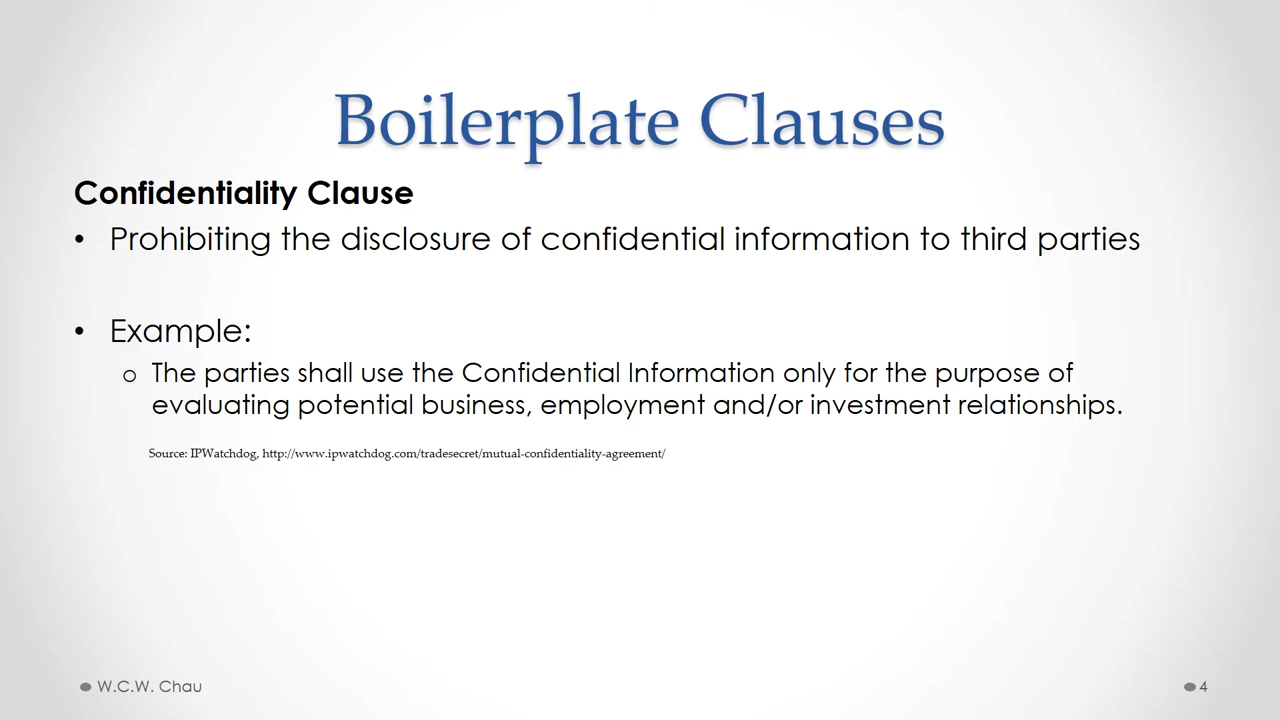 Boilerplate Clauses
Confidentiality Clause
• Prohibiting the disclosure of confidential information to third parties
• Example:
o The parties shall use the Confidential Information only for the purpose of
evaluating potential business, employment and/or investment relationships.
Source: IPWatchdog, http://www.ipwatchdog.com/tradesecret/mutual-confidentiality-agreement/
W.C.W. Chau
4